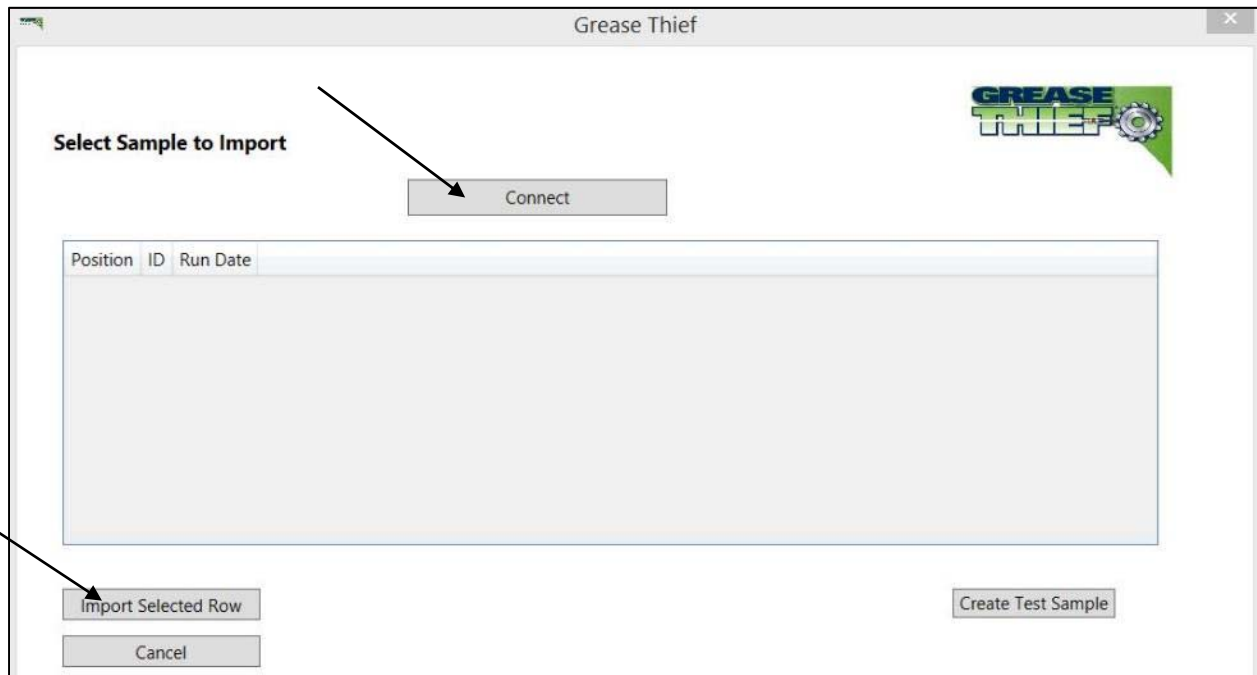 Grease Thief
GREASE
THIEF
Select Sample to Import
Connect
Position ID Run Date
Import Selected Row
Create Test Sample
Cancel